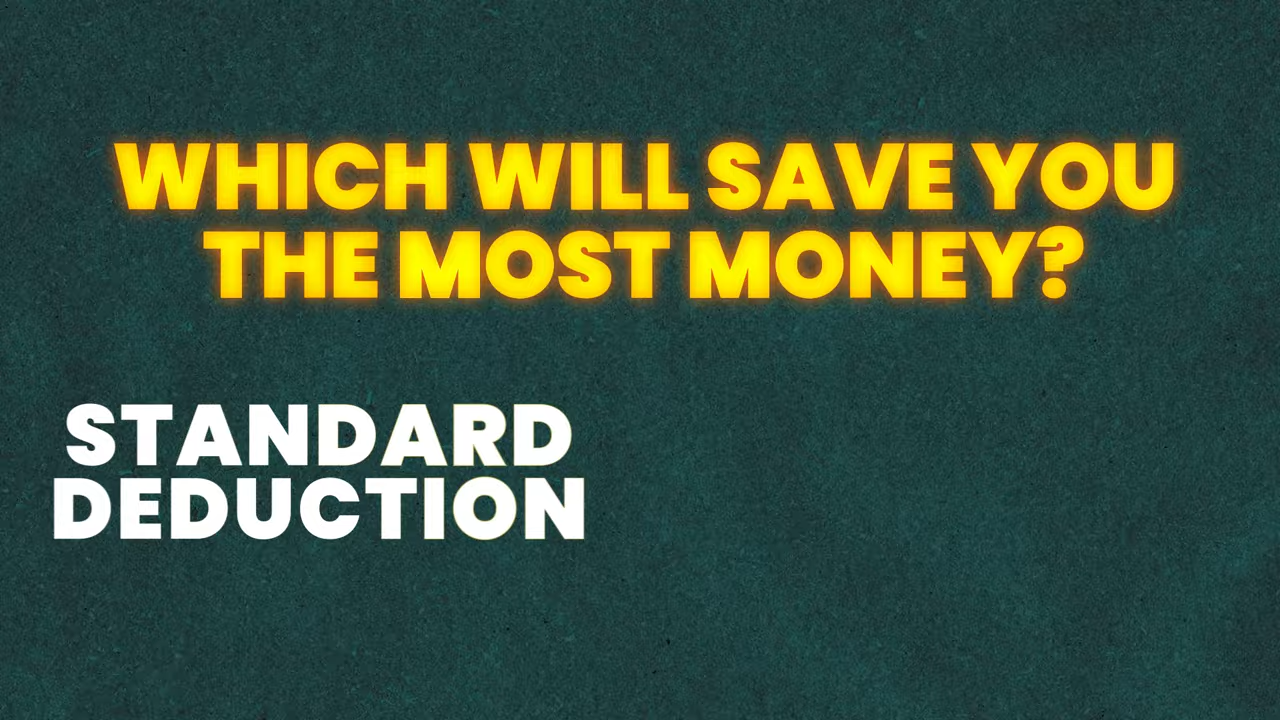 WHICH WILL SAVE YOU
THE MOST MONEY?
STANDARD
DEDUCTION